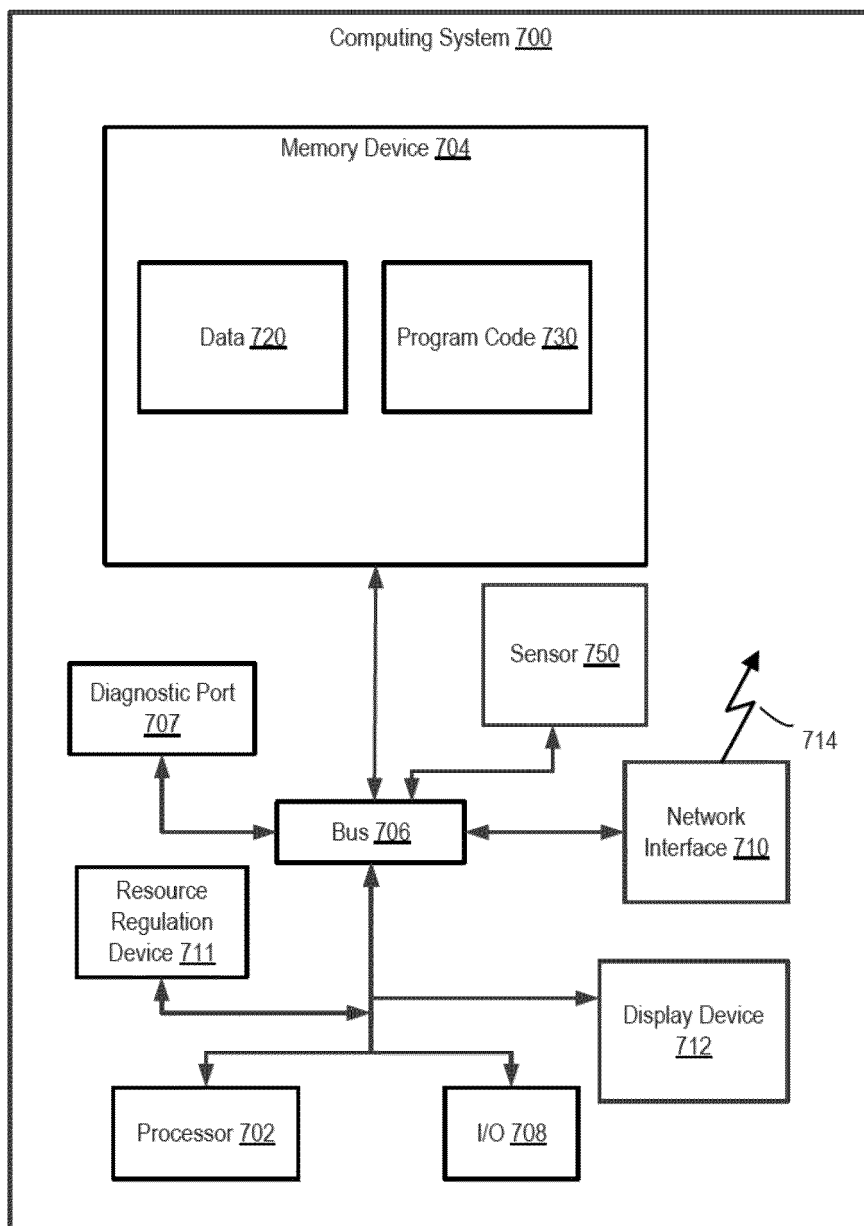 Computing System 700
Memory Device 704
Data 720
Program Code 730
Sensor 750
Diagnostic Port
707
714
Bus 706
Network
Interface 710
Resource
Regulation
Device 711
Display Device
712
Processor 702
I/O 708